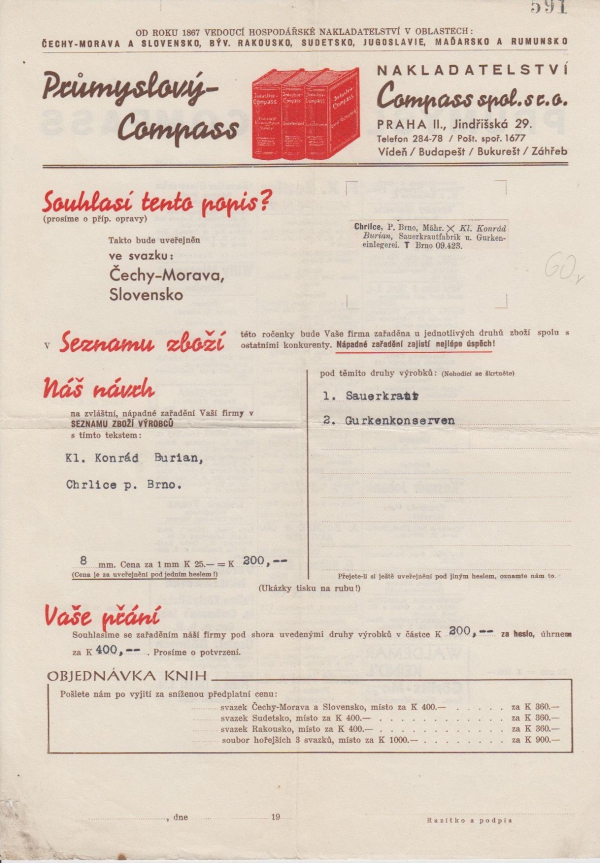 591
OD ROKU 1867 VEDOUCÍ HOSPODÁŘSKÉ NAKLADATELSTVÍ V OBLASTECH:
ČECHY-MORAVA A SLOVENSKO, BÝV. RAKOUSKO, SUDETSKO, JUGOSLAVIE, MAĎARSKO A RUMUNSKO
Průmyslový-
Compass
NAKLADATELSTVÍ
Compass spol. s r. o.
PRAHA II., Jindřišská 29.
Telefon 284-78 / Pošt. spoř. 1677
Vídeň / Budapešť / Bukurešť / Záhřeb
Souhlasí tento popis?
(prosíme o příp. opravy)
Takto bude uveřejněn
ve svazku:
Čechy-Morava,
Slovensko
Chrlice, P. Brno, Mähr. X Kl. Konrád
Burian, Sauerkrautfabrik u. Gurken-
einlegerei. T Brno 09.423.
V Seznamu zboží této ročenky bude Vaše firma zařaděna u jednotlivých druhů zboží spolu s
ostatními konkurenty. Nápadné zařadění zajistí nejlépe úspěch!
Náš návrh
na zvláštní, nápadné zařadění Vaší firmy v
SEZNAMU ZBOŽÍ VÝROBCŮ
s tímto textem:
Kl. Konrád Burian,
Chrlice p. Brno.
8 mm. Cena za 1 mm K 25.— = K 200,--
(Cena je za uveřejnění pod jedním heslem!)
pod těmito druhy výrobků: (Nehodící se škrtněte)
1. Sauerkraut
2. Gurkenkonserven
Přejete-li si ještě uveřejnění pod jiným heslem, oznamte nám to.
(Ukázky tisku na rubu!)
Vaše přání
Souhlasíme se zařaděním náší firmy pod shora uvedenými druhy výrobků v částce K 200,-- za heslo, úhrnem
za K 400,--. Prosíme o potvrzení.
OBJEDNÁVKA KNIH
Pošlete nám po vyjití za sníženou předplatní cenu:
svazek Čechy-Morava a Slovensko, místo za K 400.— . . . . . za K 360.—
svazek Sudetsko, místo za K 400.— . . . . . . . . . za K 360.—
svazek Rakousko, místo za K 400.— . . . . . . . . . za K 360.—
soubor hořejších 3 svazků, místo za K 1000.— . . . . . . za K 900.—
, dne 19
Razítko a podpis